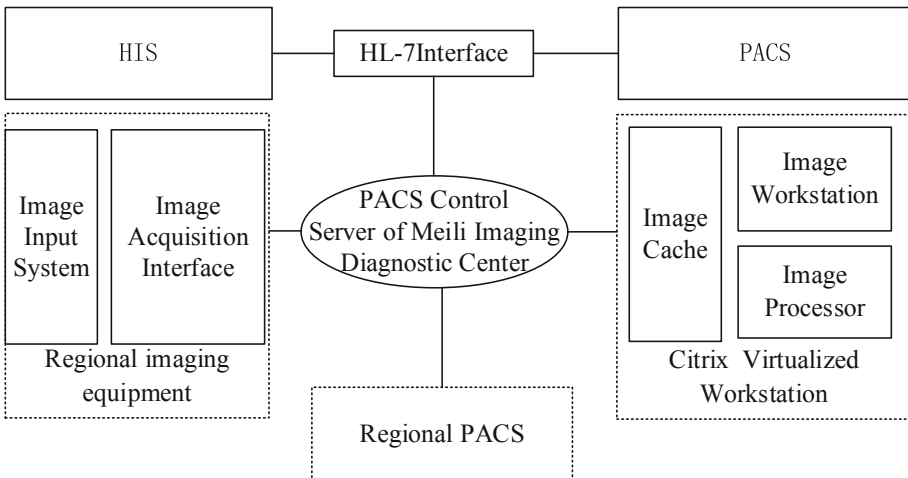 HIS
HL-7Interface
PACS
Image
Input
System
Image
Acquisition
Interface
Regional imaging
equipment
PACS Control
Server of Meili Imaging
Diagnostic Center
Image
Cache
Image
Workstation
Image
Processor
Citrix Virtualized
Workstation
Regional PACS